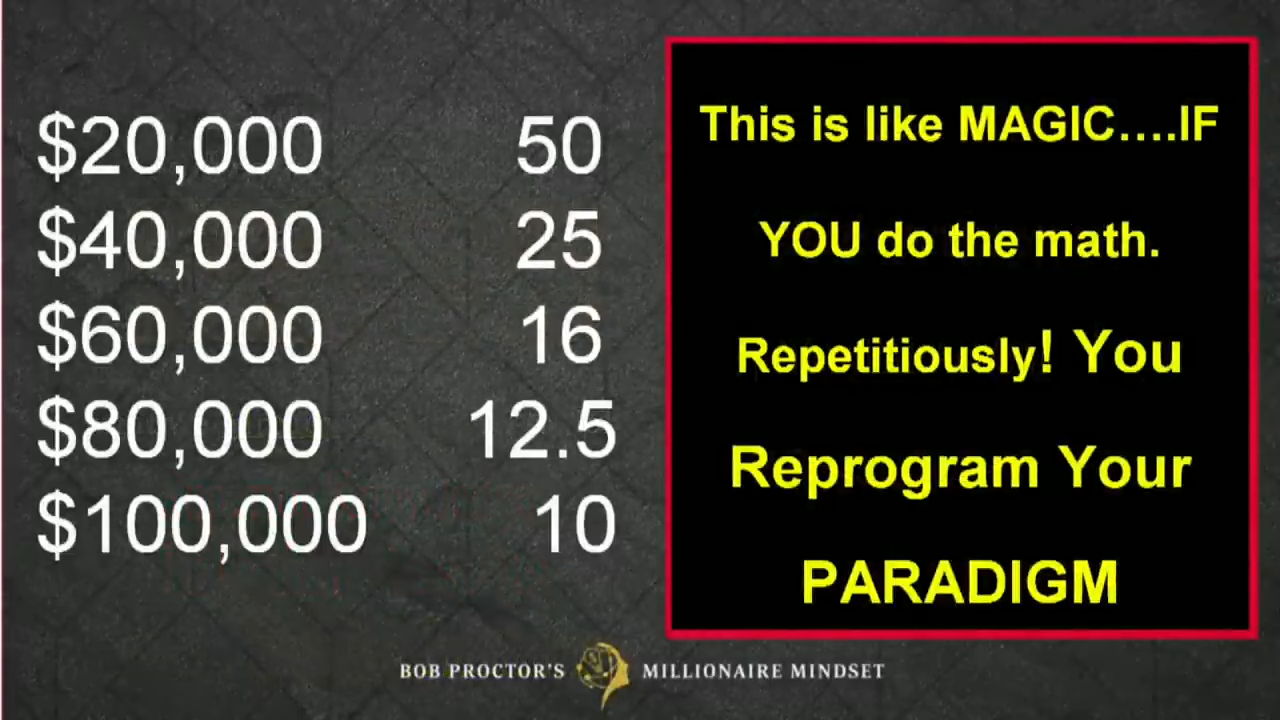 $20,000 50
$40,000 25
$60,000 16
$80,000 12.5
$100,000 10
This is like MAGIC....IF
YOU do the math.
Repetitiously! You
Reprogram Your
PARADIGM
BOB PROCTOR'S MILLIONAIRE MINDSET